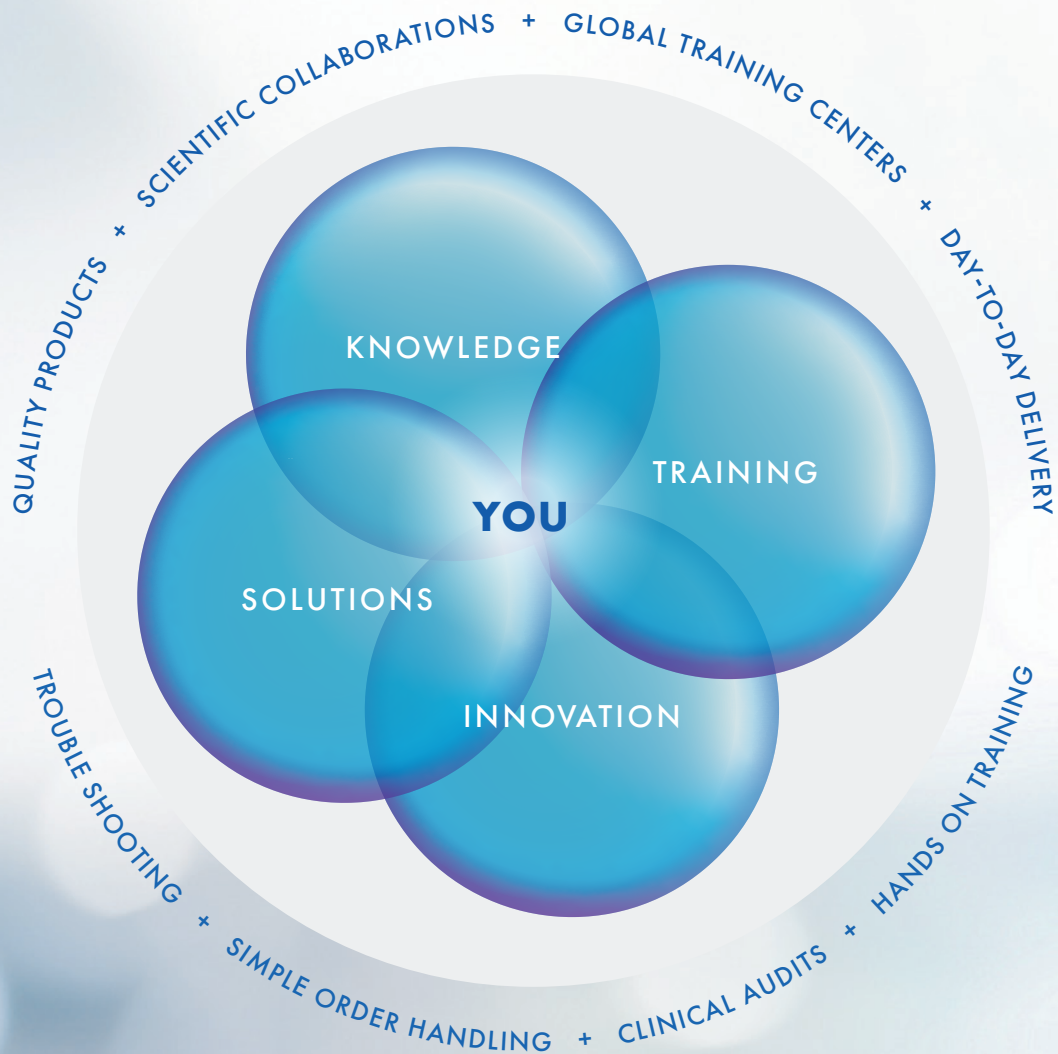 QUALITY PRODUCTS + SCIENTIFIC COLLABORATIONS + GLOBAL TRAINING CENTERS + DAY-TO-DAY DELIVERY
KNOWLEDGE
TRAINING
YOU
SOLUTIONS
INNOVATION
TROUBLE SHOOTING + SIMPLE ORDER HANDLING + CLINICAL AUDITS + HANDS ON TRAINING